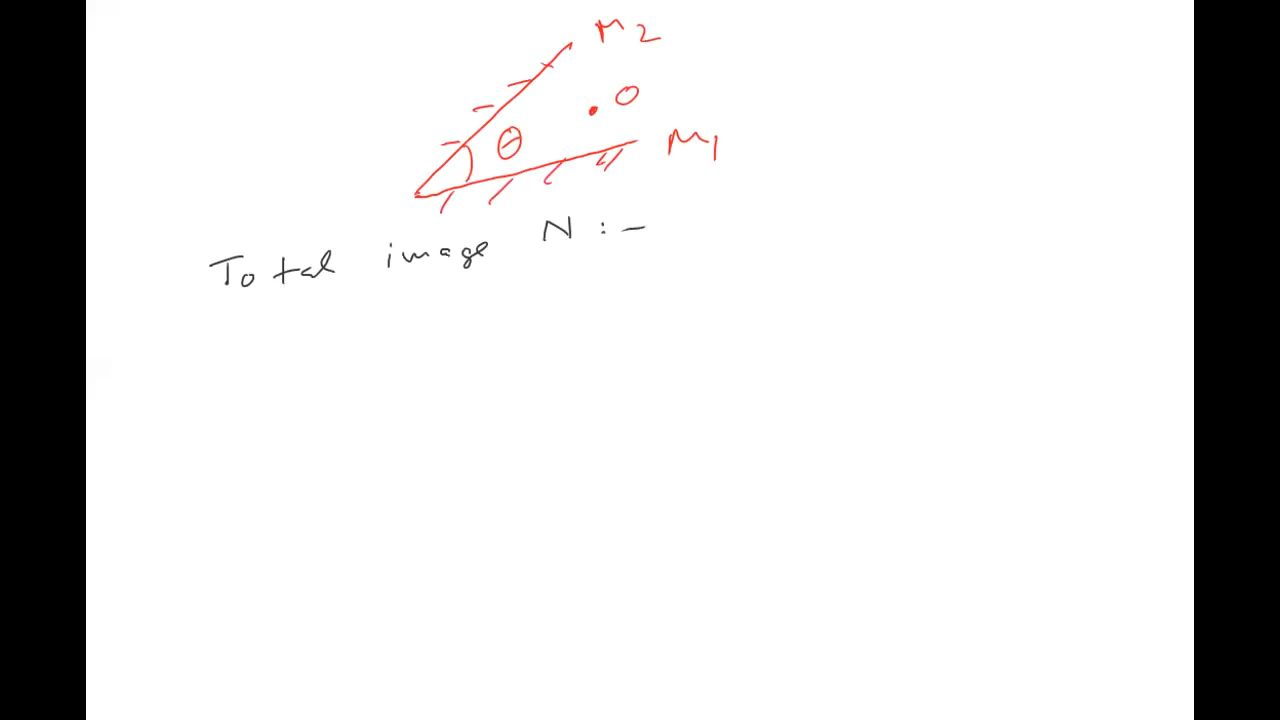 M2
O
θ
M1
Total image N :-